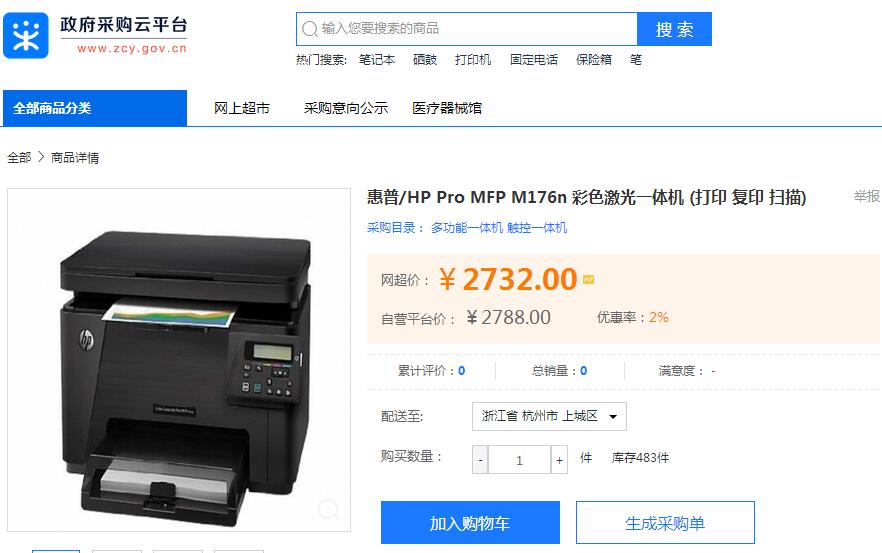 政府采购云平台
www.zcy.gov.cn
输入您要搜索的商品
搜 索
热门搜索: 笔记本 硒鼓 打印机 固定电话 保险箱 笔
全部商品分类 网上超市 采购意向公示 医疗器械馆
全部 > 商品详情
惠普/HP Pro MFP M176n 彩色激光一体机 (打印 复印 扫描)
举报
采购目录： 多功能一体机 触控一体机
网超价： ¥ 2732.00
自营平台价： ¥ 2788.00 优惠率：2%
累计评价：0 总销量：0 满意度： -
配送至: 浙江省 杭州市 上城区
购买数量： - 1 + 件 库存483件
加入购物车 生成采购单
hp